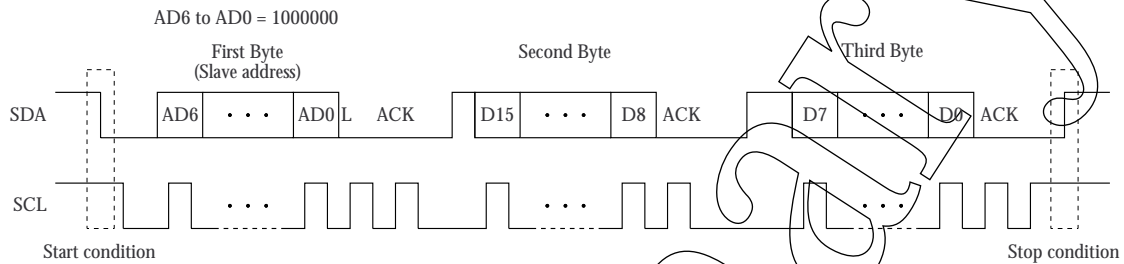 AD6 to AD0 = 1000000
First Byte
(Slave address)
Second Byte
Third Byte
SDA
AD6 • • • AD0 L ACK D15 • • • D8 ACK D7 • • • D0 ACK
SCL
• • • • • • • • •
Start condition
Stop condition